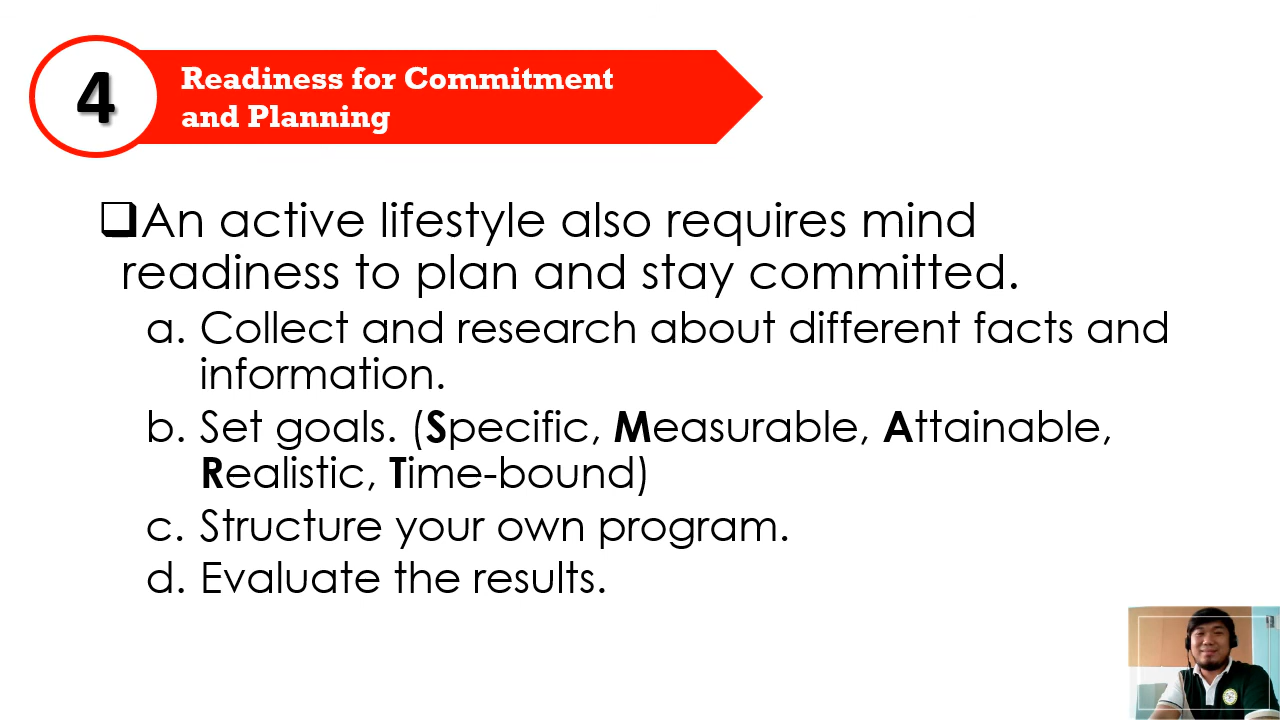 4
Readiness for Commitment
and Planning
❑An active lifestyle also requires mind
readiness to plan and stay committed.
a. Collect and research about different facts and
information.
b. Set goals. (Specific, Measurable, Attainable,
Realistic, Time-bound)
c. Structure your own program.
d. Evaluate the results.